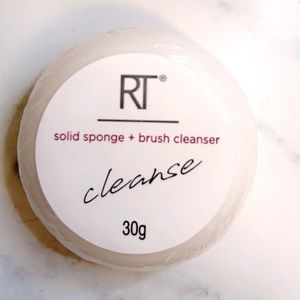 RT®
solid sponge + brush cleanser
cleanse
30g